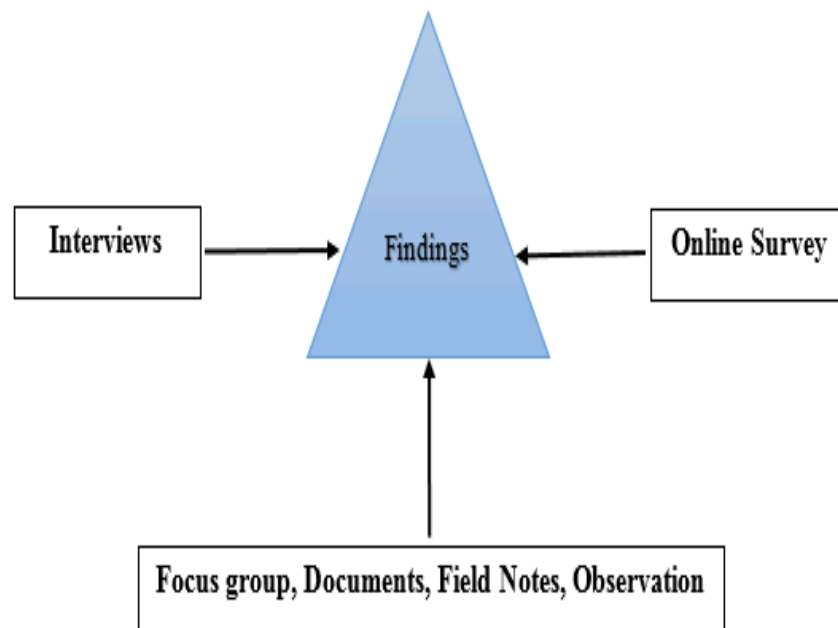 Interviews
Findings
Online Survey
Focus group, Documents, Field Notes, Observation